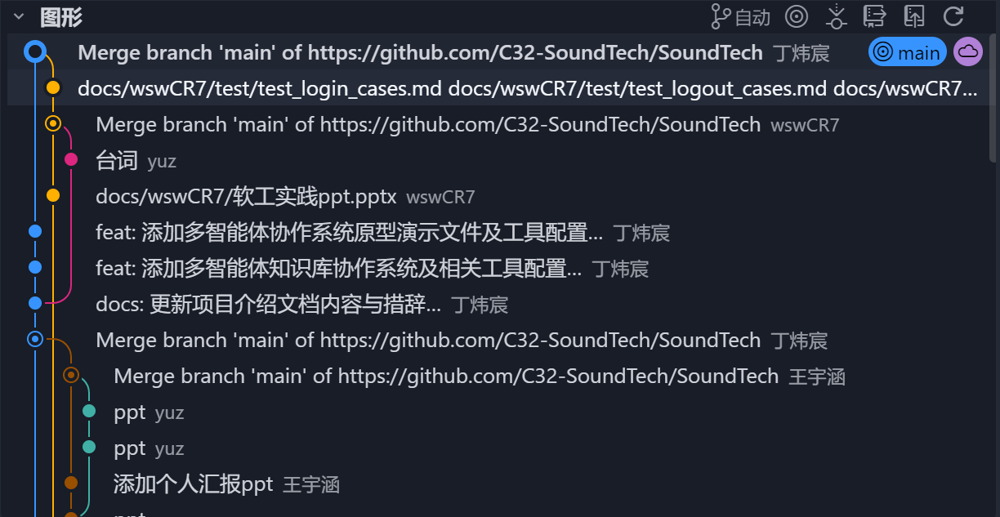 图形 自动
Merge branch 'main' of https://github.com/C32-SoundTech/SoundTech 丁炜宸 main
docs/wswCR7/test/test_login_cases.md docs/wswCR7/test/test_logout_cases.md docs/wswCR7...
Merge branch 'main' of https://github.com/C32-SoundTech/SoundTech wswCR7
台词 yuz
docs/wswCR7/软工实践ppt.pptx wswCR7
feat: 添加多智能体协作系统原型演示文件及工具配置... 丁炜宸
feat: 添加多智能体知识库协作系统及相关工具配置... 丁炜宸
docs: 更新项目介绍文档内容与措辞... 丁炜宸
Merge branch 'main' of https://github.com/C32-SoundTech/SoundTech 丁炜宸
Merge branch 'main' of https://github.com/C32-SoundTech/SoundTech 王宇涵
ppt yuz
ppt yuz
添加个人汇报ppt 王宇涵